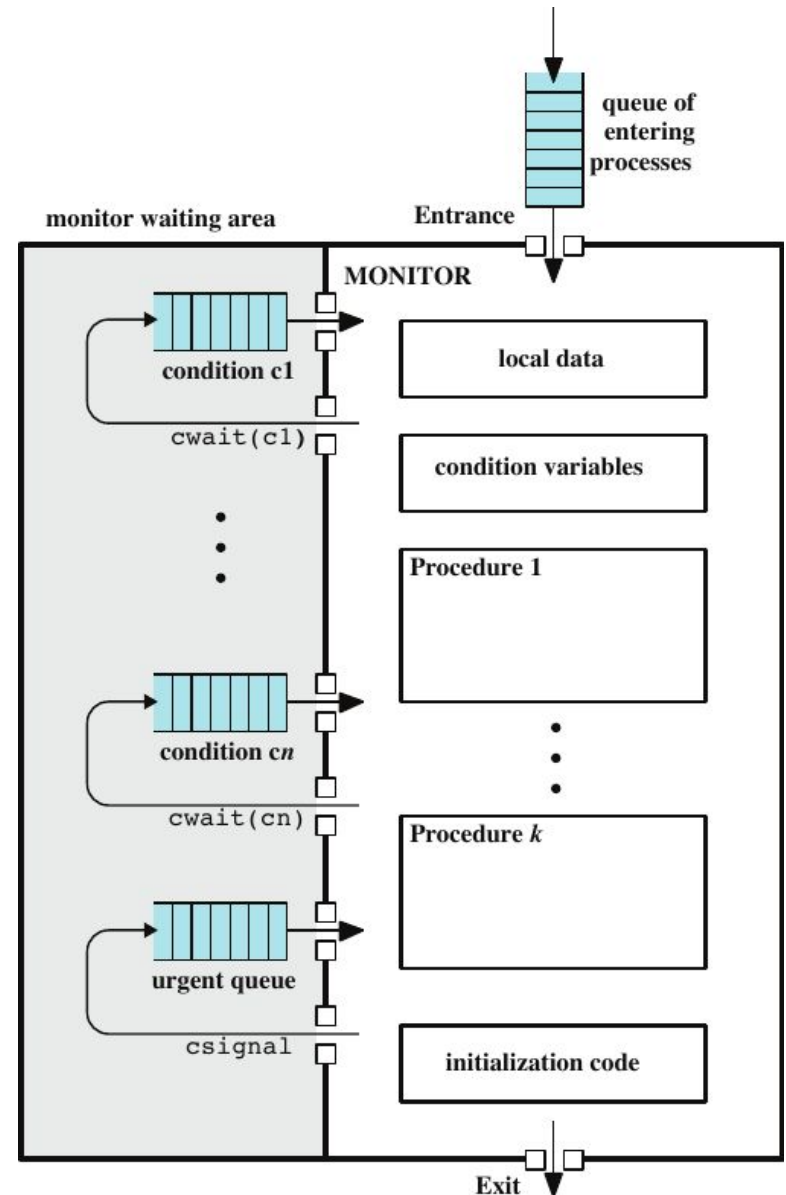 queue of
entering
processes
Entrance
monitor waiting area
MONITOR
condition c1
cwait(c1)
local data
condition variables
Procedure 1
condition cn
cwait(cn)
Procedure k
urgent queue
csignal
initialization code
Exit